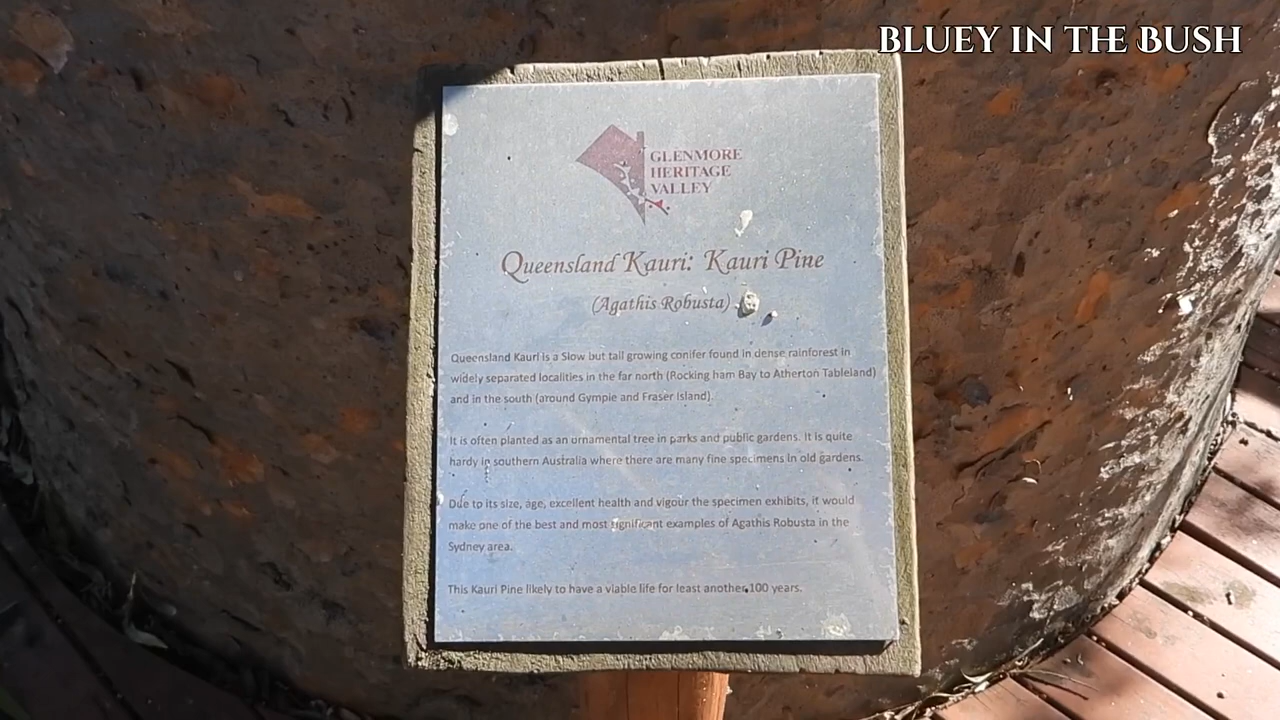 BLUEY IN THE BUSH
GLENMORE
HERITAGE
VALLEY
Queensland Kauri: Kauri Pine
(Agathis Robusta)
Queensland Kauri is a Slow but tall growing conifer found in dense rainforest in
widely separated localities in the far north (Rocking ham Bay to Atherton Tableland)
and in the south (around Gympie and Fraser Island).
It is often planted as an ornamental tree in parks and public gardens. It is quite
hardy in southern Australia where there are many fine specimens in old gardens.
Due to its size, age, excellent health and vigour the specimen exhibits, it would
make one of the best and most significant examples of Agathis Robusta in the
Sydney area.
This Kauri Pine likely to have a viable life for least another 100 years.